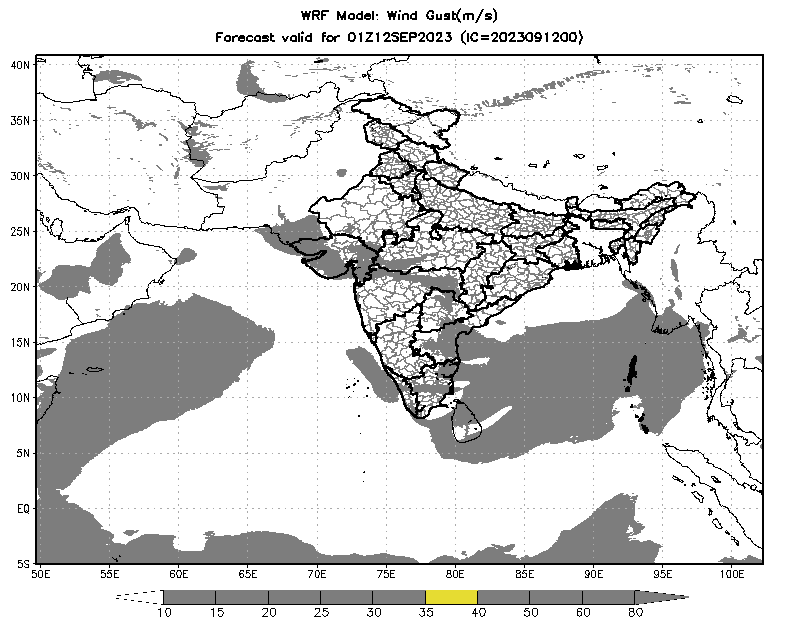 WRF Model: Wind Gust(m/s)
Forecast valid for 01Z12SEP2023 (IC=2023091200)
40N
35N
30N
25N
20N
15N
10N
5N
EQ
5S
50E 55E 60E 65E 70E 75E 80E 85E 90E 95E 100E
10 15 20 25 30 35 40 50 60 80